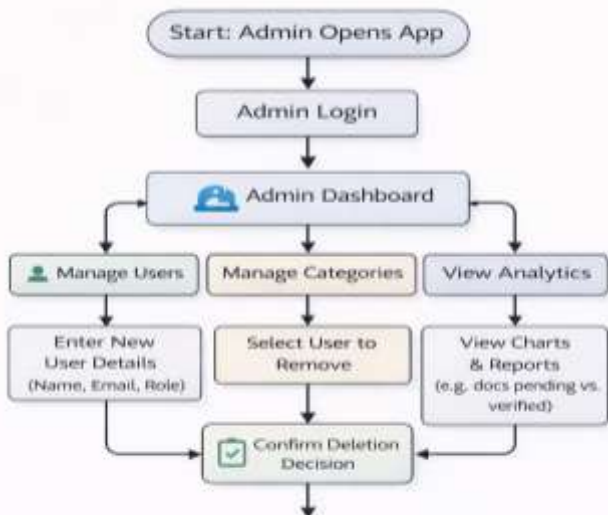 Start: Admin Opens App
Admin Login
Admin Dashboard
Manage Users
Manage Categories
View Analytics
Enter New
User Details
(Name, Email, Role)
Select User to
Remove
View Charts
& Reports
(e.g. docs pending vs.
verified)
Confirm Deletion
Decision